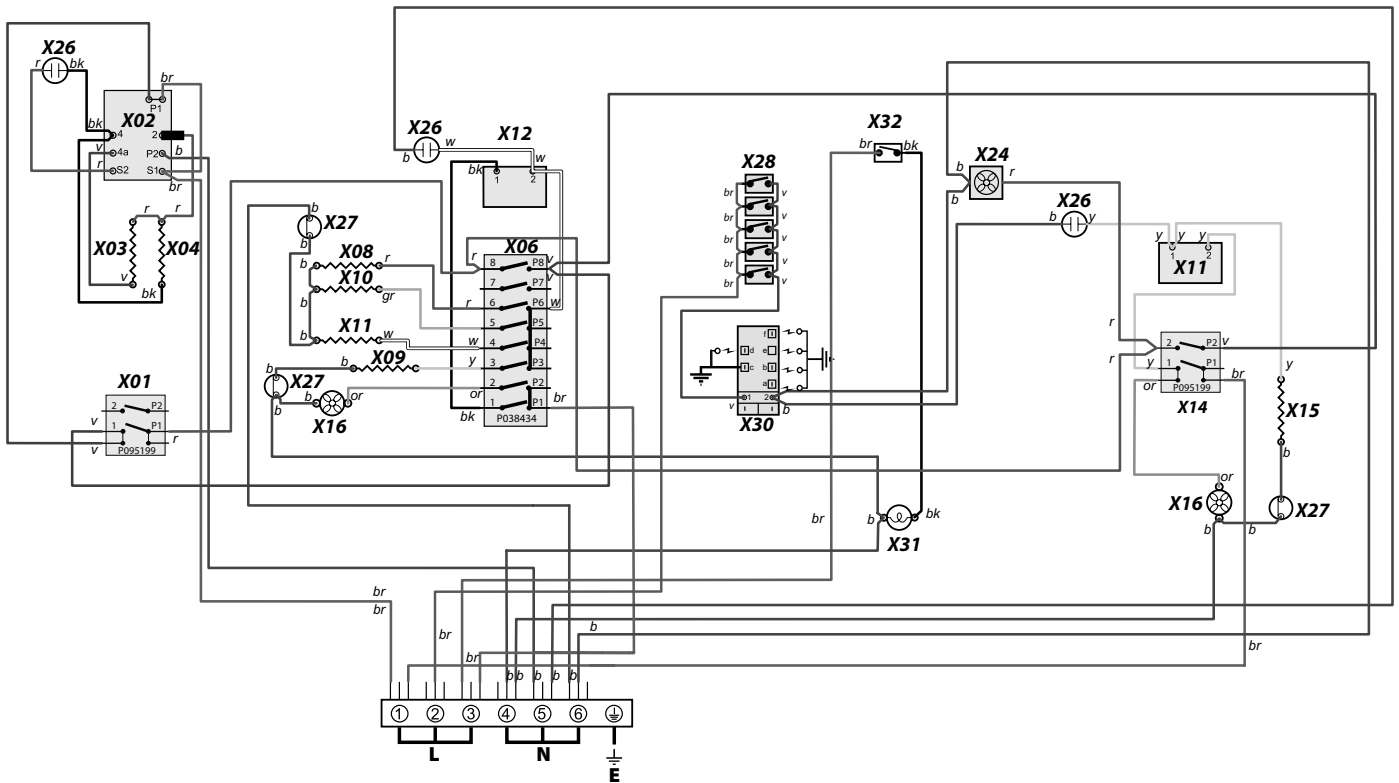 X26
r bk
br
P1
X02
bk 4 2
v 4a P2 b
r S2 S1
br
r r
X03 X04
v
bk
X26
b w
X12
bk w
1 2
X32
br bk
X28
br v
br v
br v
br v
br v
X24
b r
b
X26
b y
y y y
1 2
X11
b
X27
b
X06
b X08 r
b X10
gr
b X11 w
b X09
r 8 P8 v
v
7 P7
r 6 P6 w
5 P5
w 4 P4
y 3 P3
or 2 P2
bk 1 P1 br
P038434
b
X27
b b or
X16
X01
2 P2
v 1 P1
v r
P095199
f
d e
c b
a
1 2
v b
X30
r 2 P2 v
r
y 1 P1
or br
P095199
X14
y
X15
b
or
X16 X27
b b
b bk
X31
br
br
br
br
br
b
br
b b b b b
1 2 3 4 5 6
L N E